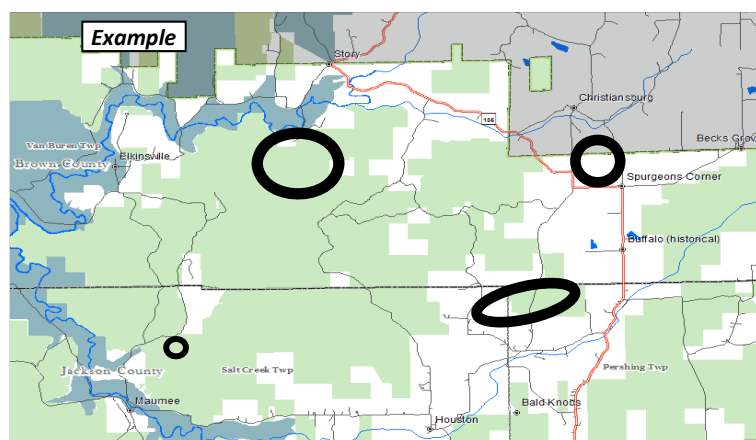 Example
Story
Christiansburg
135
Becks Grov
Van Buren Twp
Brown County
Elkinsville
Spurgeons Corner
Buffalo (historical)
Jackson County
Salt Creek Twp
Pershing Twp
Maumee
Bald Knobs
Houston